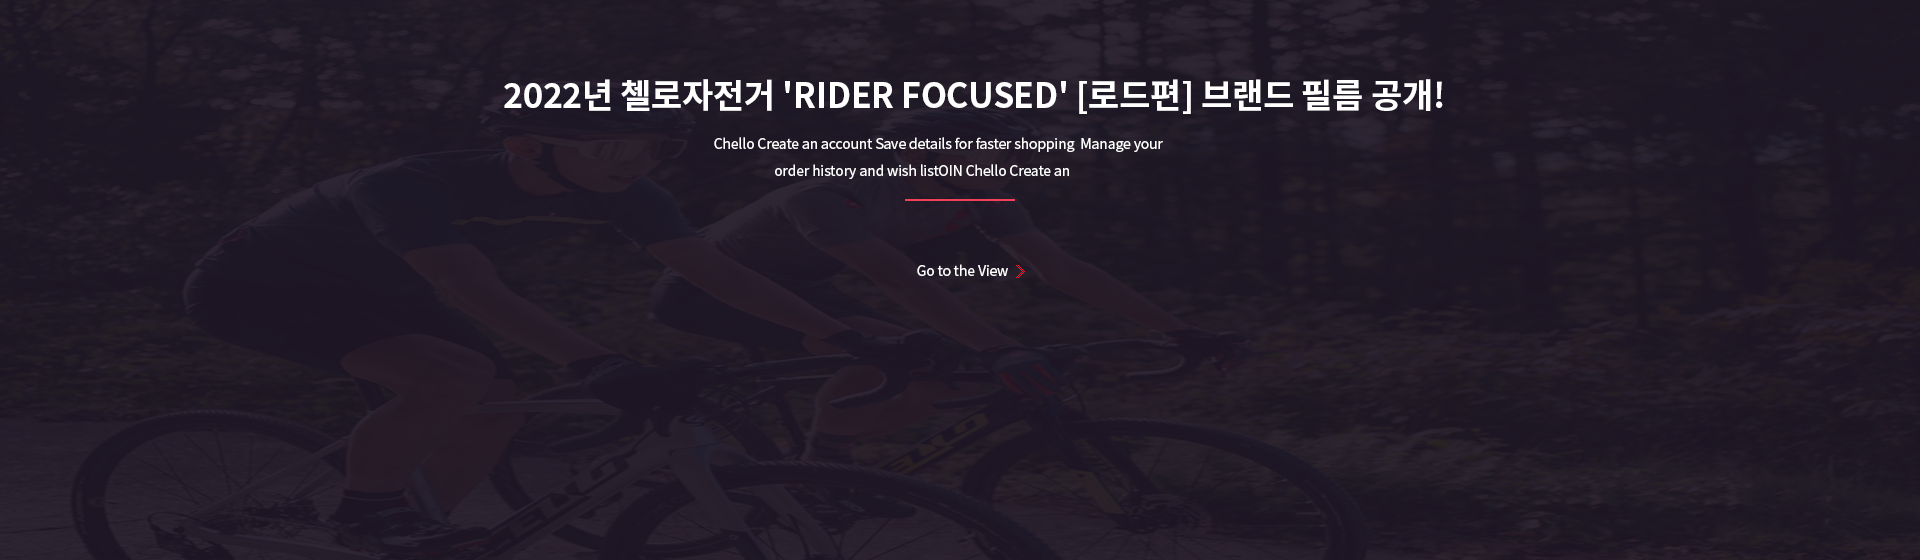 2022년 첼로자전거 'RIDER FOCUSED' [로드편] 브랜드 필름 공개!
Chello Create an account Save details for faster shopping  Manage your
order history and wish listOIN Chello Create an
Go to the View